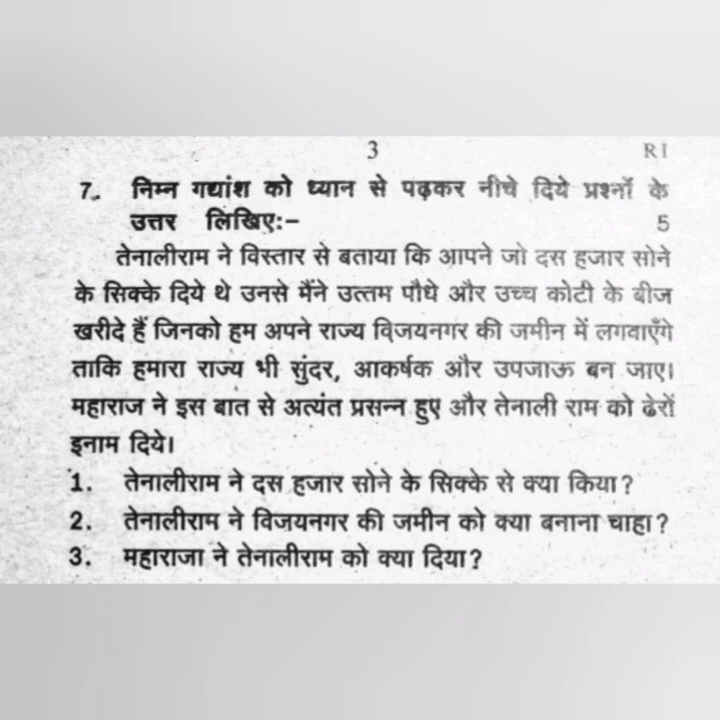 3 RI
7. निम्न गद्यांश को ध्यान से पढ़कर नीचे दिये प्रश्नों के
उत्तर लिखिए:- 5
तेनालीराम ने विस्तार से बताया कि आपने जो दस हजार सोने
के सिक्के दिये थे उनसे मैंने उत्तम पौधे और उच्च कोटी के बीज
खरीदे हैं जिनको हम अपने राज्य विजयनगर की जमीन में लगवाएँगे
ताकि हमारा राज्य भी सुंदर, आकर्षक और उपजाऊ बन जाए।
महाराज ने इस बात से अत्यंत प्रसन्न हुए और तेनाली राम को ढेरों
इनाम दिये।
1. तेनालीराम ने दस हजार सोने के सिक्के से क्या किया?
2. तेनालीराम ने विजयनगर की जमीन को क्या बनाना चाहा?
3. महाराजा ने तेनालीराम को क्या दिया?